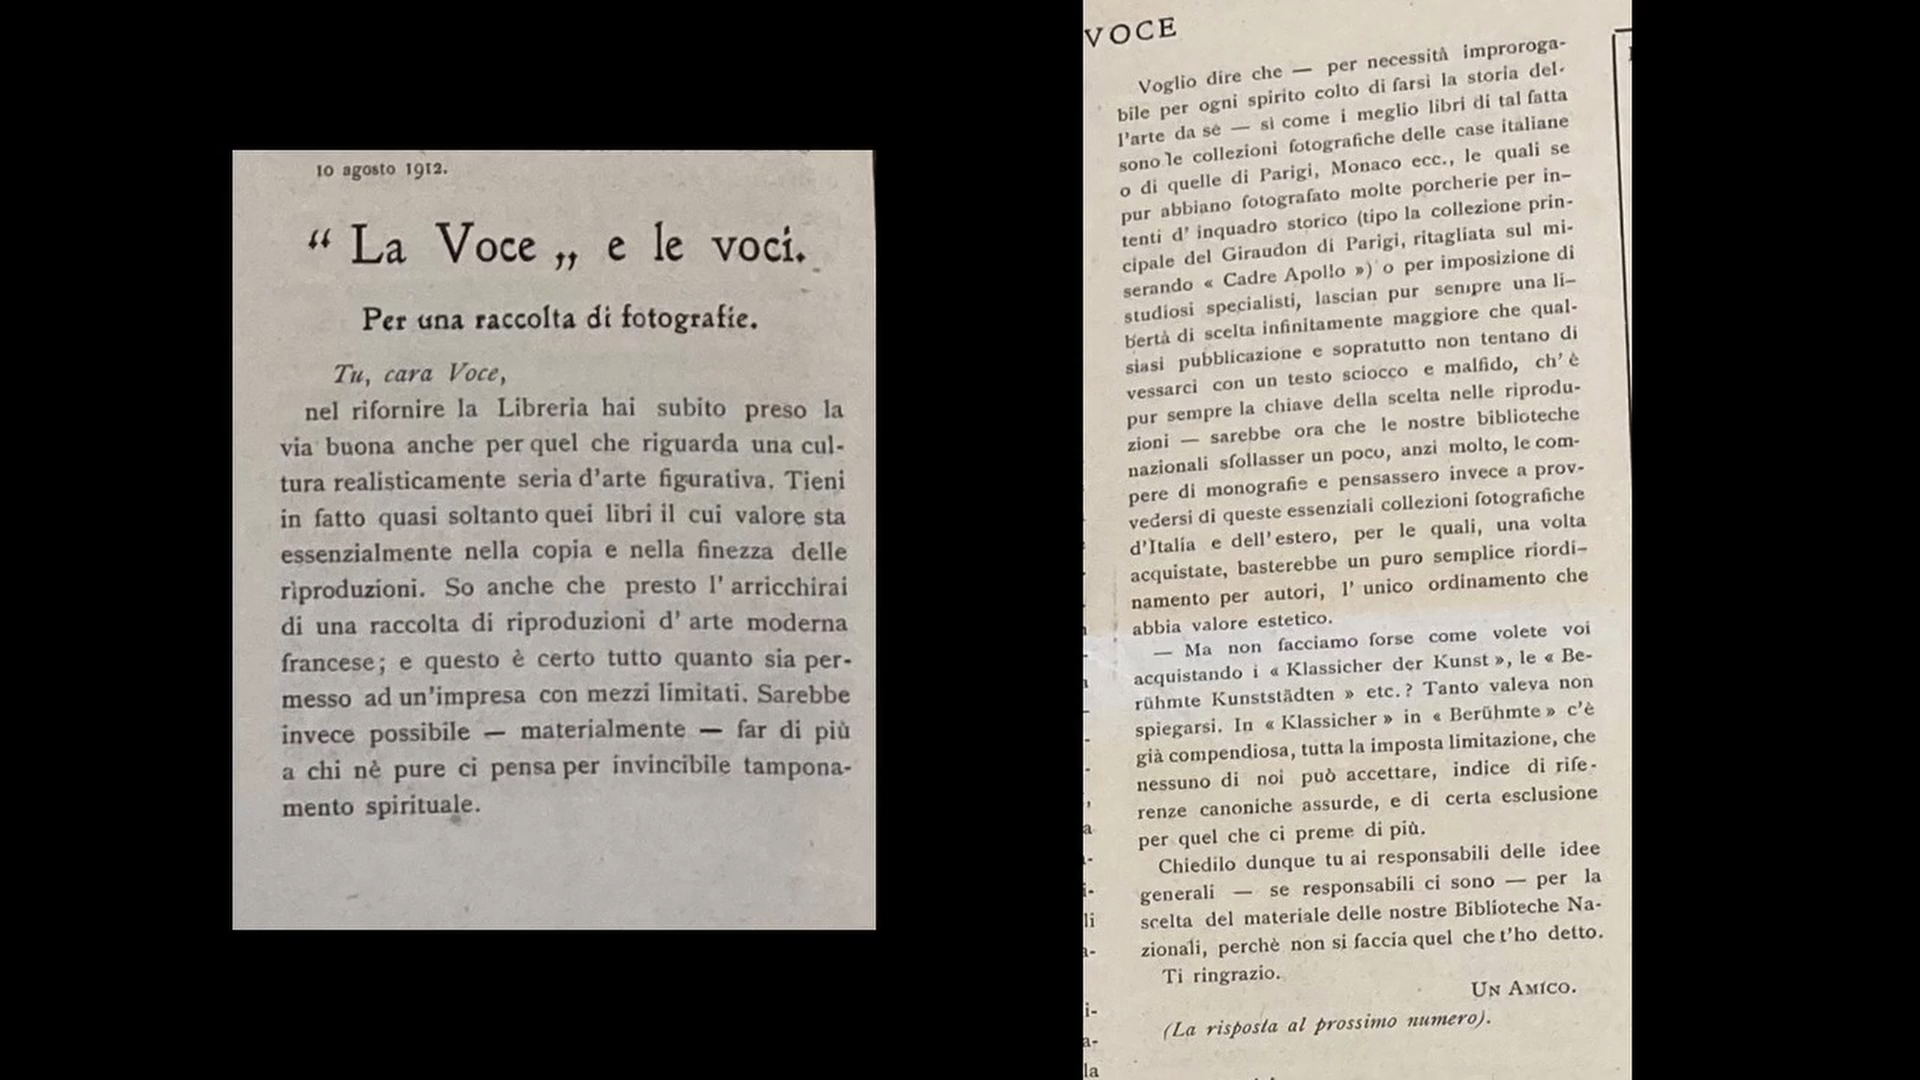 10 agosto 1912.
“ La Voce „ e le voci.
Per una raccolta di fotografie.
Tu, cara Voce,
nel rifornire la Libreria hai subito preso la
via buona anche per quel che riguarda una cul-
tura realisticamente seria d'arte figurativa. Tieni
in fatto quasi soltanto quei libri il cui valore sta
essenzialmente nella copia e nella finezza delle
riproduzioni. So anche che presto l' arricchirai
di una raccolta di riproduzioni d' arte moderna
francese; e questo è certo tutto quanto sia per-
messo ad un'impresa con mezzi limitati. Sarebbe
invece possibile — materialmente — far di più
a chi nè pure ci pensa per invincibile tampona-
mento spirituale.
VOCE
Voglio dire che — per necessità improroga-
bile per ogni spirito colto di farsi la storia del-
l'arte da sè — sì come i meglio libri di tal fatta
sono le collezioni fotografiche delle case italiane
o di quelle di Parigi, Monaco ecc., le quali se
pur abbiano fotografato molte porcherie per in-
tenti d' inquadro storico (tipo la collezione prin-
cipale del Giraudon di Parigi, ritagliata sul mi-
serando « Cadre Apollo ») o per imposizione di
studiosi specialisti, lascian pur sempre una li-
bertà di scelta infinitamente maggiore che qual-
siasi pubblicazione e sopratutto non tentano di
vessarci con un testo sciocco e malfido, ch' è
pur sempre la chiave della scelta nelle riprodu-
zioni — sarebbe ora che le nostre biblioteche
nazionali sfollasser un poco, anzi molto, le com-
pere di monografie e pensassero invece a prov-
vedersi di queste essenziali collezioni fotografiche
d'Italia e dell' estero, per le quali, una volta
acquistate, basterebbe un puro semplice riordi-
namento per autori, l' unico ordinamento che
abbia valore estetico.
— Ma non facciamo forse come volete voi
acquistando i « Klassicher der Kunst », le « Be-
rühmte Kunststädten » etc.? Tanto valeva non
spiegarsi. In « Klassicher » in « Berühmte » c'è
già compendiosa, tutta la imposta limitazione, che
nessuno di noi può accettare, indice di rife-
renze canoniche assurde, e di certa esclusione
per quel che ci preme di più.
Chiedilo dunque tu ai responsabili delle idee
generali — se responsabili ci sono — per la
scelta del materiale delle nostre Biblioteche Na-
zionali, perchè non si faccia quel che t'ho detto.
Ti ringrazio.
UN AMICO.
(La risposta al prossimo numero).